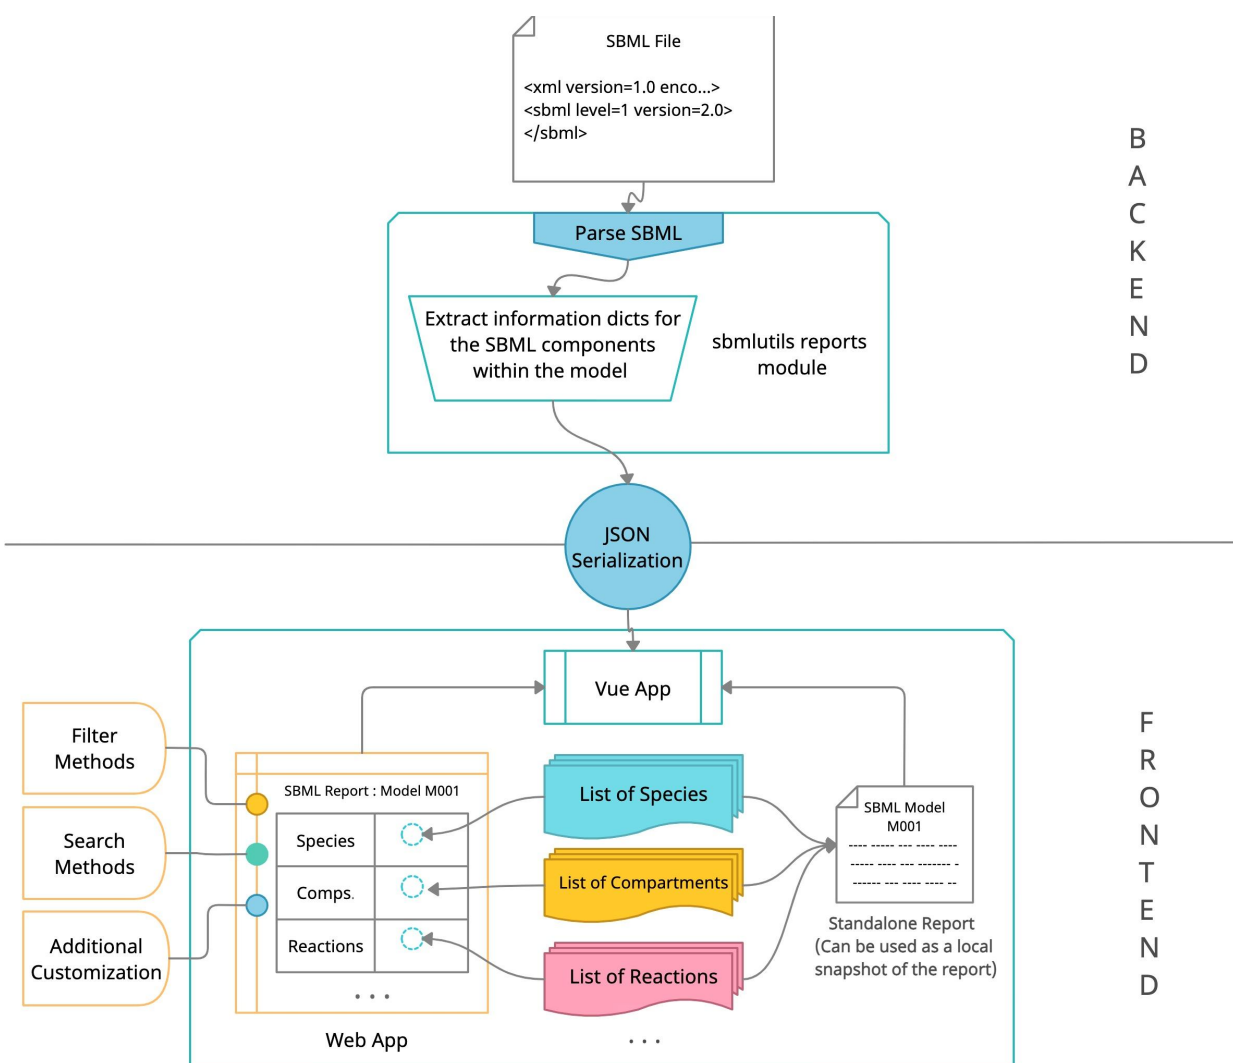 SBML File
<xml version=1.0 enco...>
<sbml level=1 version=2.0>
</sbml>
BACKEND
Parse SBML
Extract information dicts for
the SBML components
within the model
sbmlutils reports
module
JSON
Serialization
FRONTEND
Vue App
Filter
Methods
Search
Methods
Additional
Customization
SBML Report : Model M001
Species
Comps.
Reactions
...
Web App
List of Species
List of Compartments
List of Reactions
...
SBML Model
M001
---- ----- --- ---- ----
----- ---- --- ------- -
------ --- ---- ---- --
Standalone Report
(Can be used as a local
snapshot of the report)